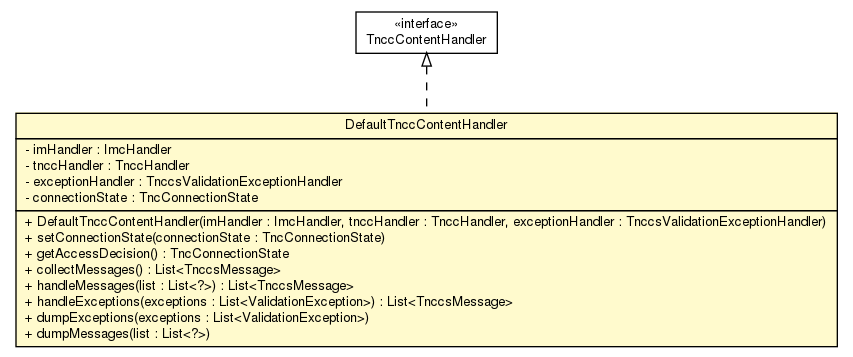 «interface»
TnccContentHandler
DefaultTnccContentHandler
- imHandler : ImcHandler
- tnccHandler : TnccHandler
- exceptionHandler : TnccsValidationExceptionHandler
- connectionState : TncConnectionState
+ DefaultTnccContentHandler(imHandler : ImcHandler, tnccHandler : TnccHandler, exceptionHandler : TnccsValidationExceptionHandler)
+ setConnectionState(connectionState : TncConnectionState)
+ getAccessDecision() : TncConnectionState
+ collectMessages() : List<TnccsMessage>
+ handleMessages(list : List<?>) : List<TnccsMessage>
+ handleExceptions(exceptions : List<ValidationException>) : List<TnccsMessage>
+ dumpExceptions(exceptions : List<ValidationException>)
+ dumpMessages(list : List<?>)